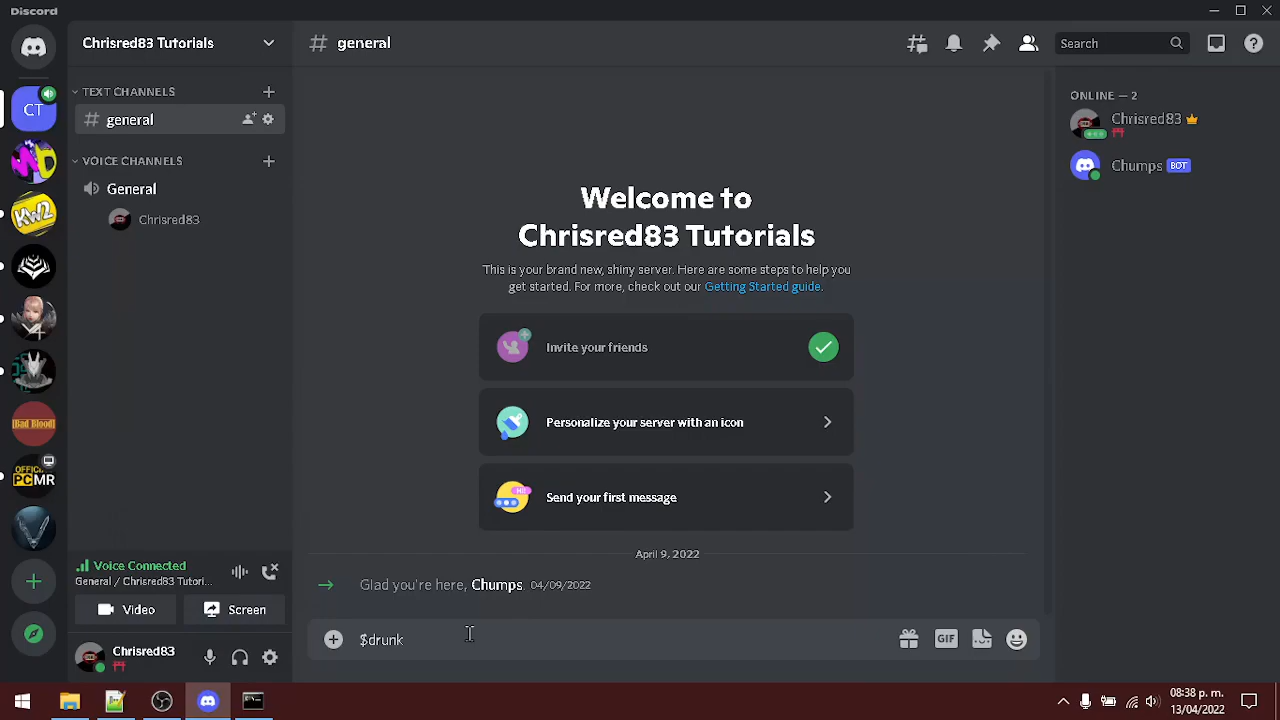 Discord
Chrisred83 Tutorials
# general
Search
TEXT CHANNELS
# general
VOICE CHANNELS
General
Chrisred83
CT
KW2
[Bad Blood]
PCMR
Welcome to
Chrisred83 Tutorials
This is your brand new, shiny server. Here are some steps to help you
get started. For more, check out our Getting Started guide.
Invite your friends
Personalize your server with an icon
Send your first message
April 9, 2022
Glad you're here, Chumps. 04/09/2022
$drunk
GIF
ONLINE — 2
Chrisred83
Chumps BOT
Voice Connected
General / Chrisred83 Tutori...
Video
Screen
Chrisred83
08:38 p. m.
13/04/2022